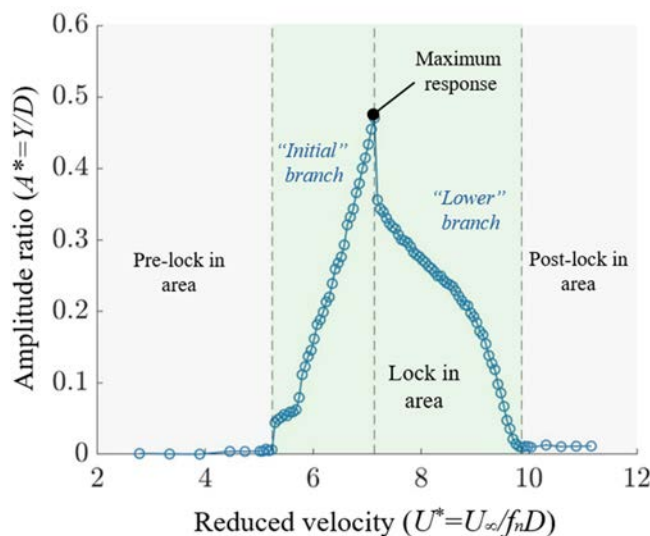 0.6
0.5
0.4
0.3
0.2
0.1
0
Amplitude ratio (A*=Y/D)
Maximum
response
“Initial”
branch
“Lower”
branch
Pre-lock in
area
Post-lock in
area
Lock in
area
2 4 6 8 10 12
Reduced velocity (U*=U∞/fnD)